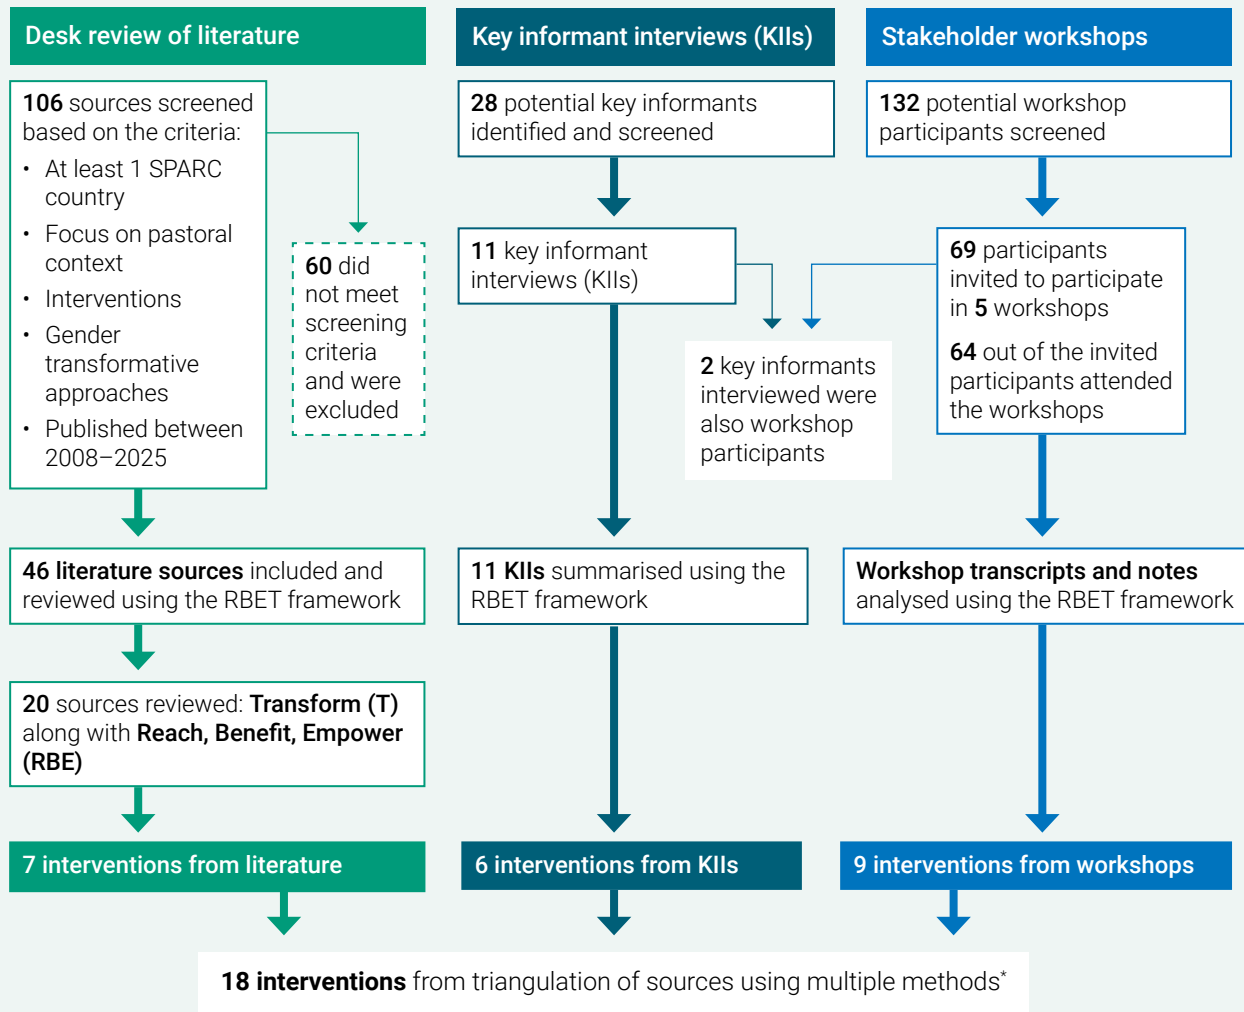 Desk review of literature
106 sources screened
based on the criteria:
• At least 1 SPARC
country
• Focus on pastoral
context
• Interventions
• Gender
transformative
approaches
• Published between
2008–2025
60 did
not meet
screening
criteria
and were
excluded
46 literature sources included and
reviewed using the RBET framework
20 sources reviewed: Transform (T)
along with Reach, Benefit, Empower
(RBE)
7 interventions from literature
Key informant interviews (KIIs)
28 potential key informants
identified and screened
11 key informant
interviews (KIIs)
2 key informants
interviewed were
also workshop
participants
11 KIIs summarised using the
RBET framework
6 interventions from KIIs
Stakeholder workshops
132 potential workshop
participants screened
69 participants
invited to participate
in 5 workshops
64 out of the invited
participants attended
the workshops
Workshop transcripts and notes
analysed using the RBET framework
9 interventions from workshops
18 interventions from triangulation of sources using multiple methods*